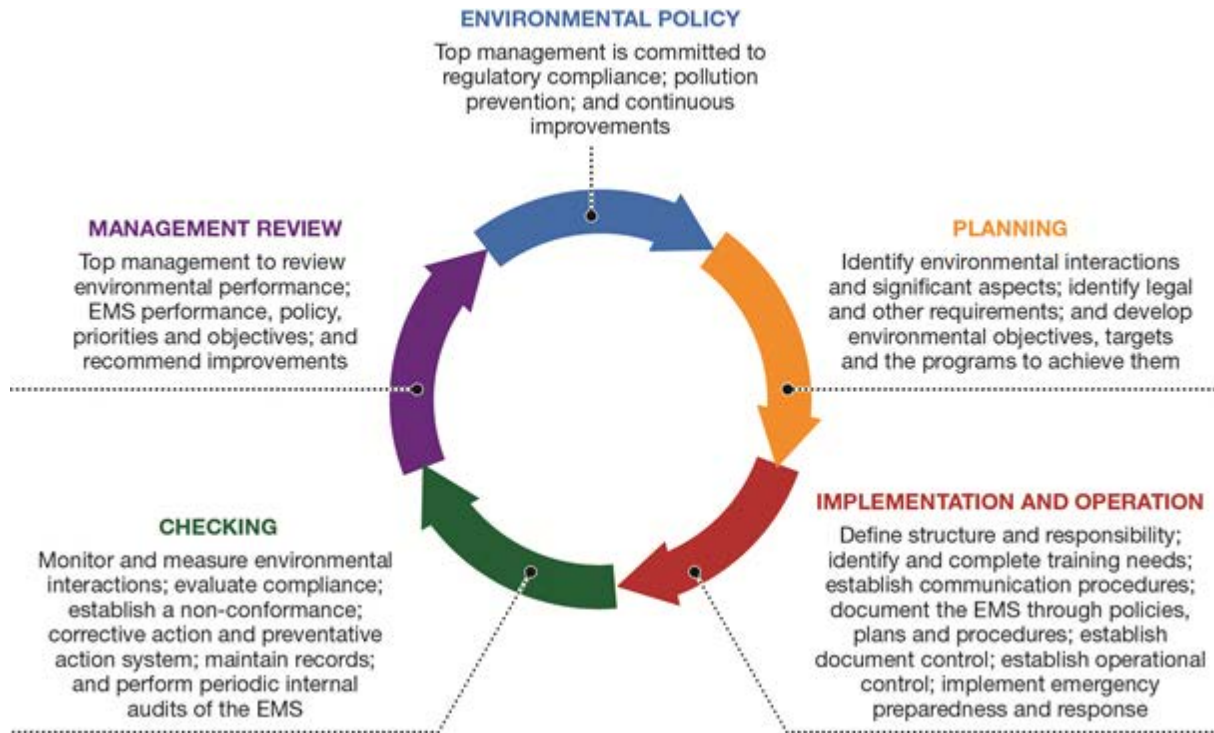 ENVIRONMENTAL POLICY
Top management is committed to
regulatory compliance; pollution
prevention; and continuous
improvements
MANAGEMENT REVIEW
Top management to review
environmental performance;
EMS performance, policy,
priorities and objectives; and
recommend improvements
PLANNING
Identify environmental interactions
and significant aspects; identify legal
and other requirements; and develop
environmental objectives, targets
and the programs to achieve them
CHECKING
Monitor and measure environmental
interactions; evaluate compliance;
establish a non-conformance;
corrective action and preventative
action system; maintain records;
and perform periodic internal
audits of the EMS
IMPLEMENTATION AND OPERATION
Define structure and responsibility;
identify and complete training needs;
establish communication procedures;
document the EMS through policies,
plans and procedures; establish
document control; establish operational
control; implement emergency
preparedness and response